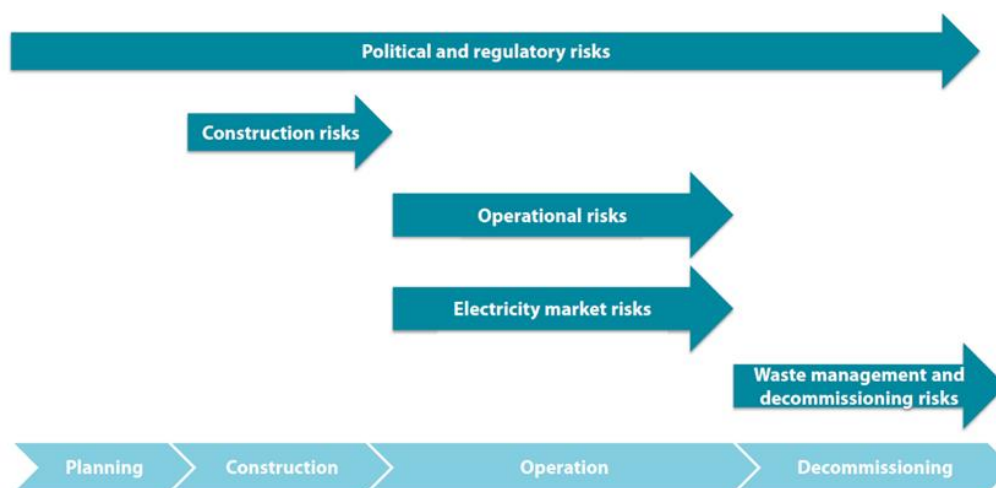 Political and regulatory risks
Construction risks
Operational risks
Electricity market risks
Waste management and
decommissioning risks
Planning
Construction
Operation
Decommissioning